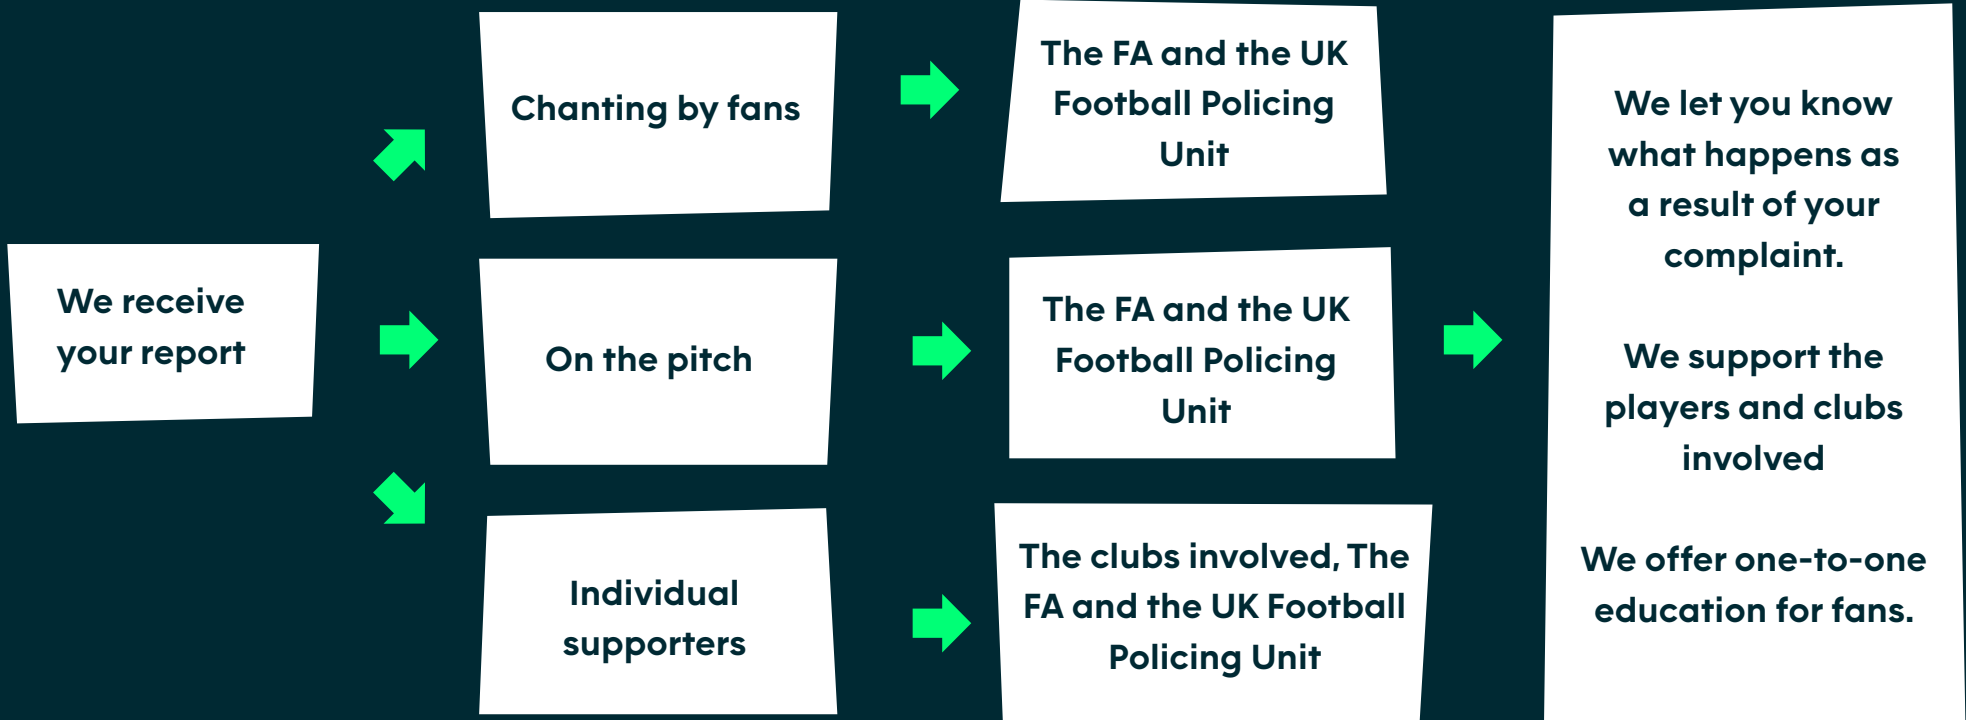 We receive
your report
Chanting by fans
The FA and the UK
Football Policing
Unit
On the pitch
The FA and the UK
Football Policing
Unit
Individual
supporters
The clubs involved, The
FA and the UK Football
Policing Unit
We let you know
what happens as
a result of your
complaint.
We support the
players and clubs
involved
We offer one-to-one
education for fans.